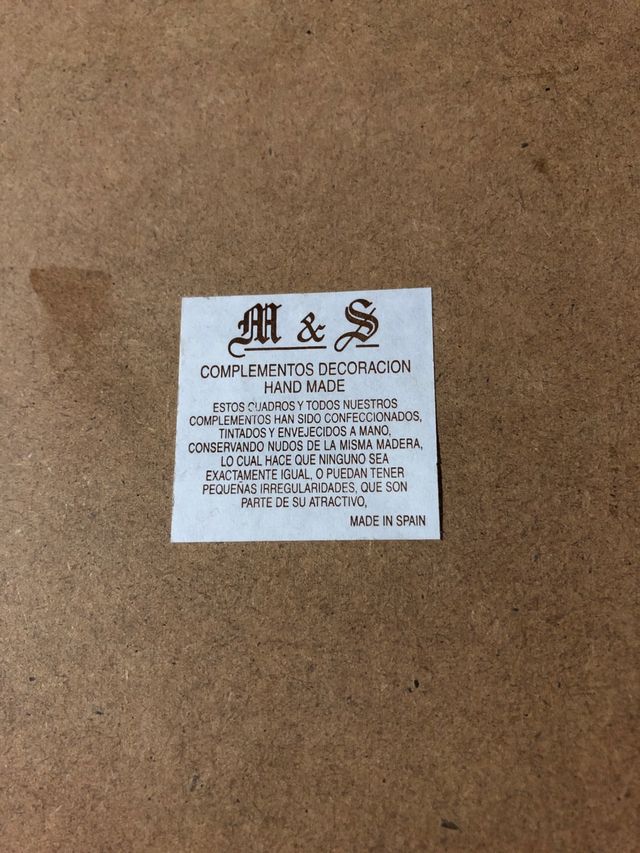 M & S
COMPLEMENTOS DECORACION
HAND MADE
ESTOS CUADROS Y TODOS NUESTROS
COMPLEMENTOS HAN SIDO CONFECCIONADOS,
TINTADOS Y ENVEJECIDOS A MANO,
CONSERVANDO NUDOS DE LA MISMA MADERA,
LO CUAL HACE QUE NINGUNO SEA
EXACTAMENTE IGUAL, O PUEDAN TENER
PEQUEÑAS IRREGULARIDADES, QUE SON
PARTE DE SU ATRACTIVO,
MADE IN SPAIN